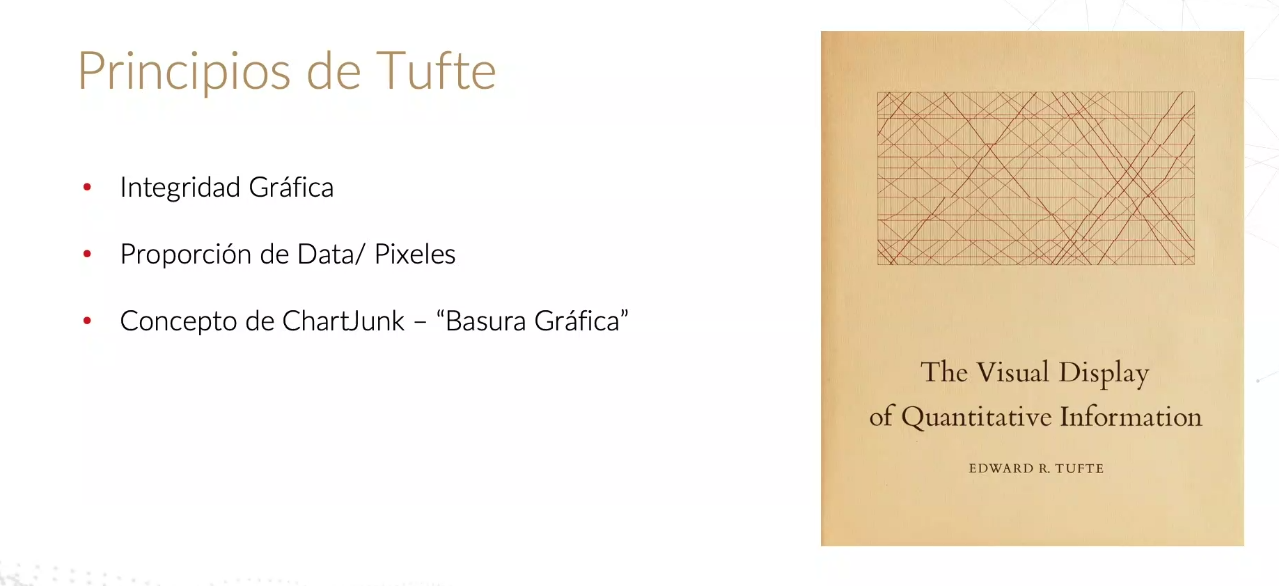 Principios de Tufte
• Integridad Gráfica
• Proporción de Data/ Pixeles
• Concepto de ChartJunk – “Basura Gráfica”
The Visual Display
of Quantitative Information
EDWARD R. TUFTE